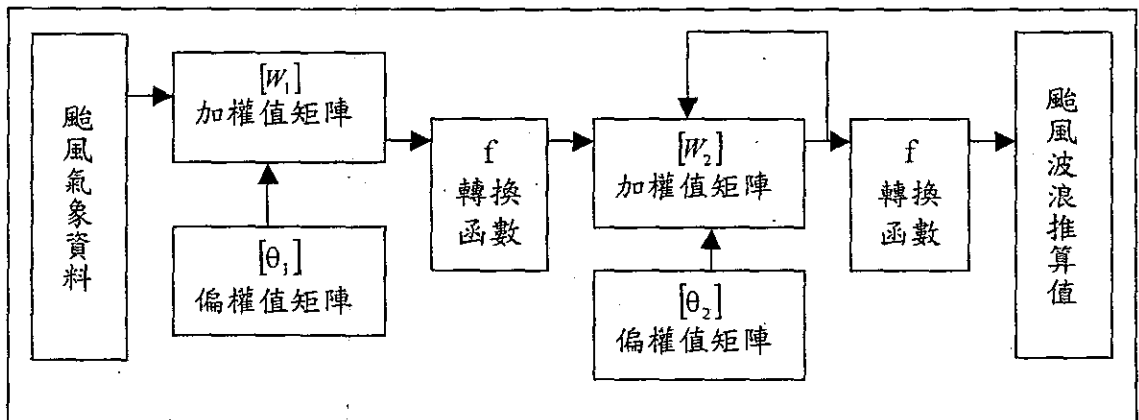 颱風氣象資料
[W₁]
加權值矩陣
[θ₁]
偏權值矩陣
f
轉換
函數
[W₂]
加權值矩陣
[θ₂]
偏權值矩陣
f
轉換
函數
颱風波浪推算值